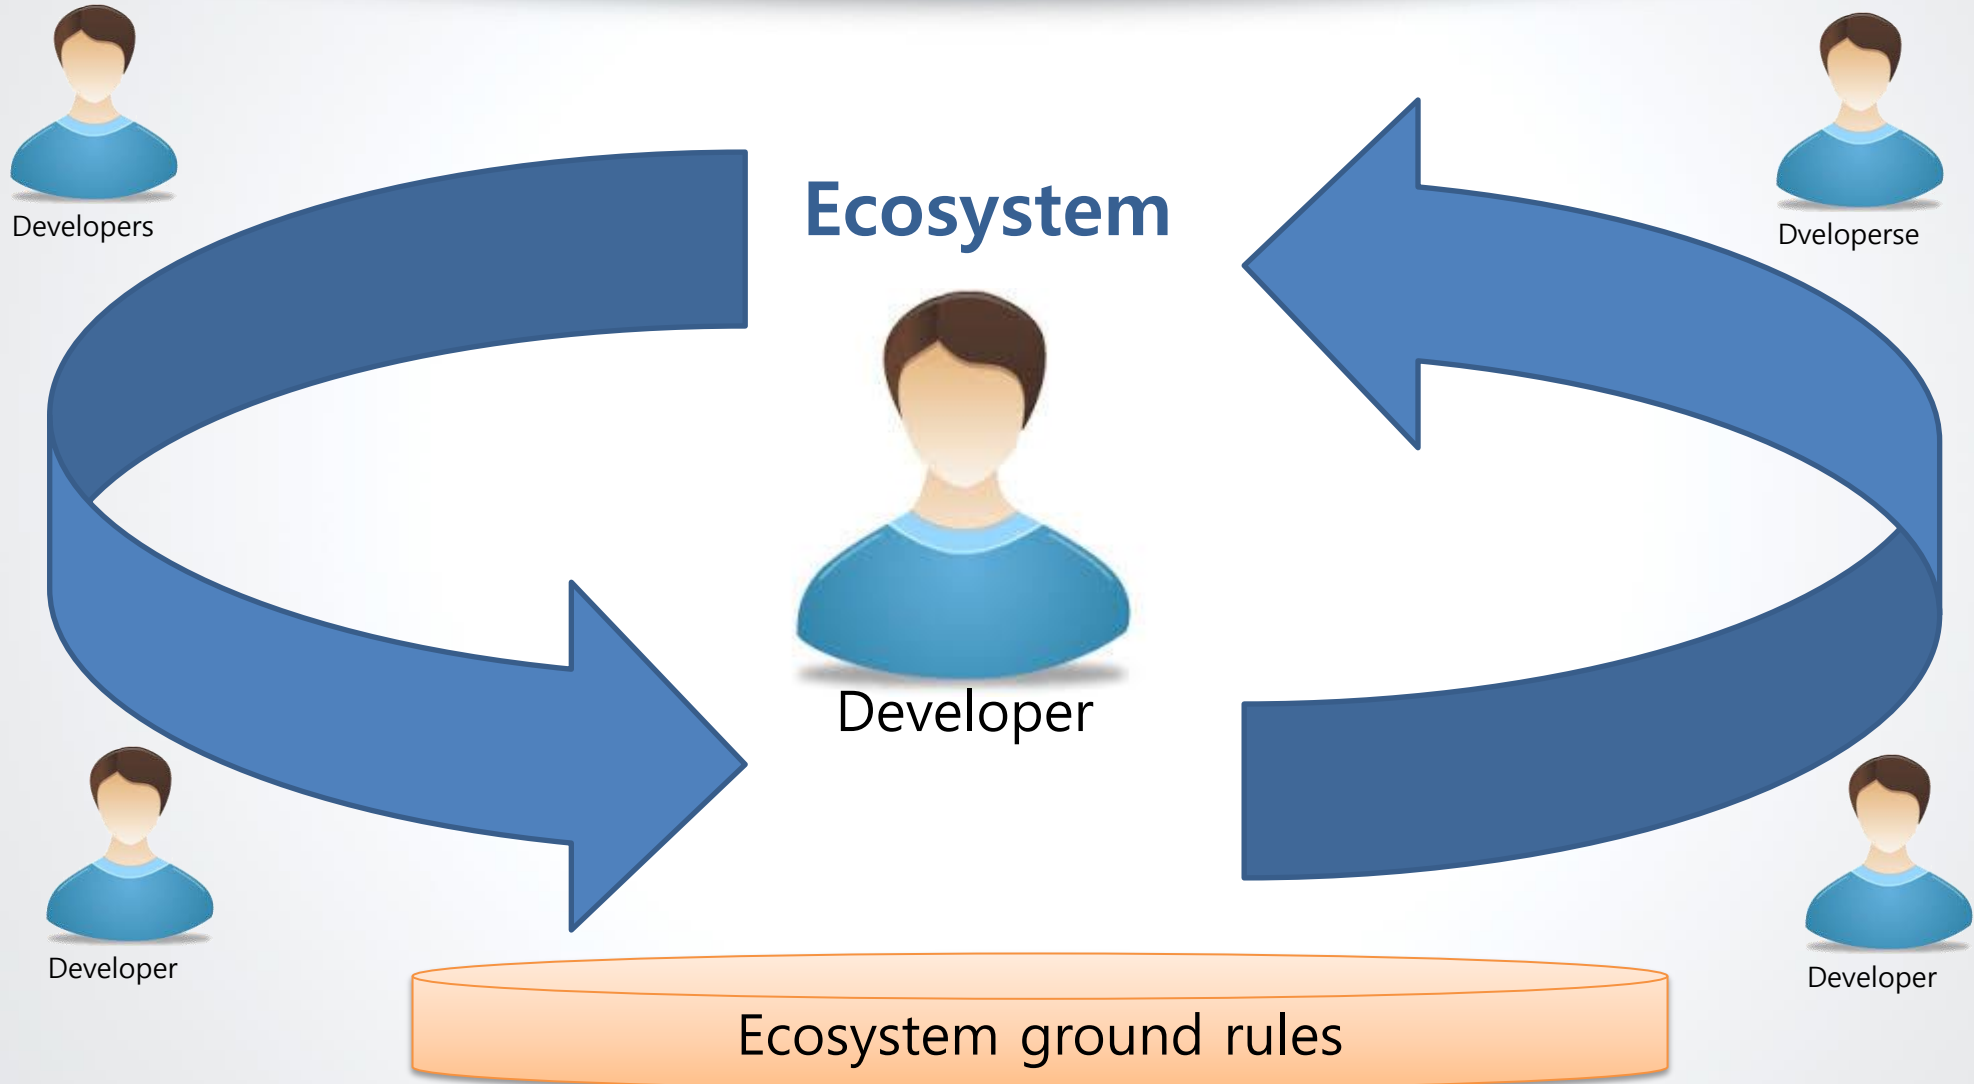 Developers
Ecosystem
Dveloperse
Developer
Developer
Developer
Ecosystem ground rules